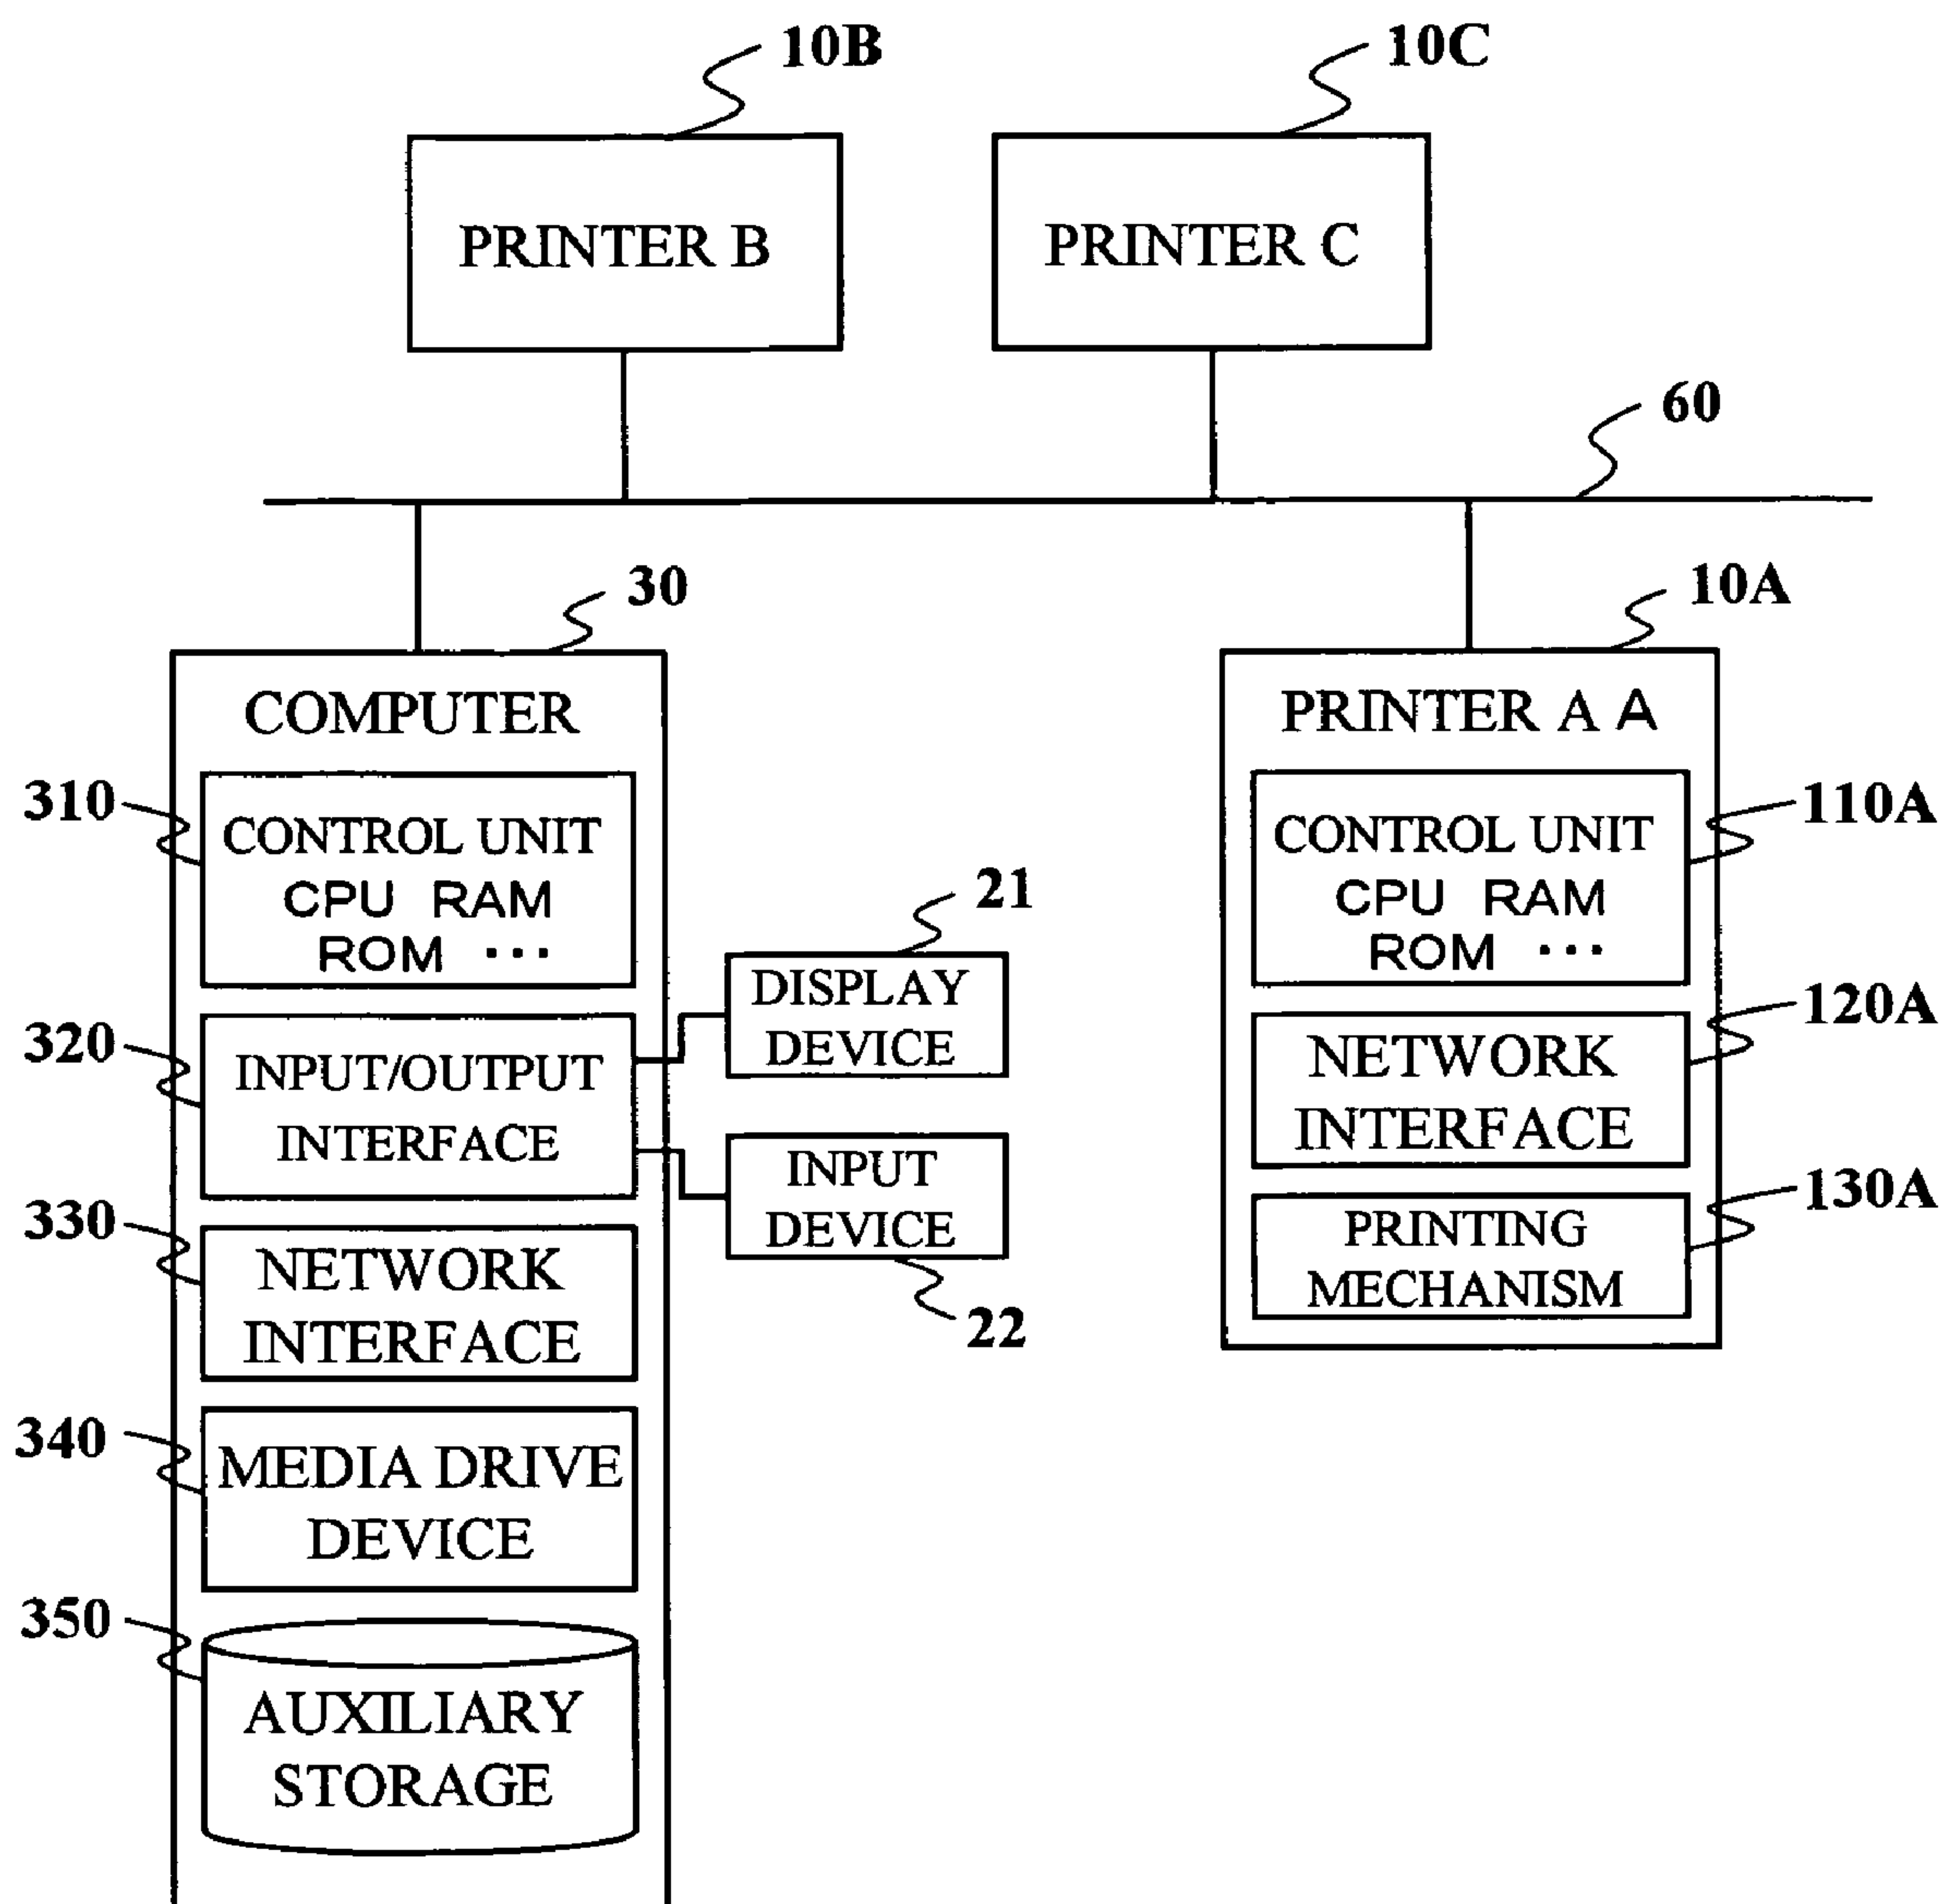 10B
10C
PRINTER B
PRINTER C
60
30
10A
COMPUTER
PRINTER A A
310
CONTROL UNIT
CPU RAM
ROM ···
110A
CONTROL UNIT
CPU RAM
ROM ···
21
DISPLAY
DEVICE
320
INPUT/OUTPUT
INTERFACE
120A
NETWORK
INTERFACE
INPUT
DEVICE
22
130A
PRINTING
MECHANISM
330
NETWORK
INTERFACE
340
MEDIA DRIVE
DEVICE
350
AUXILIARY
STORAGE